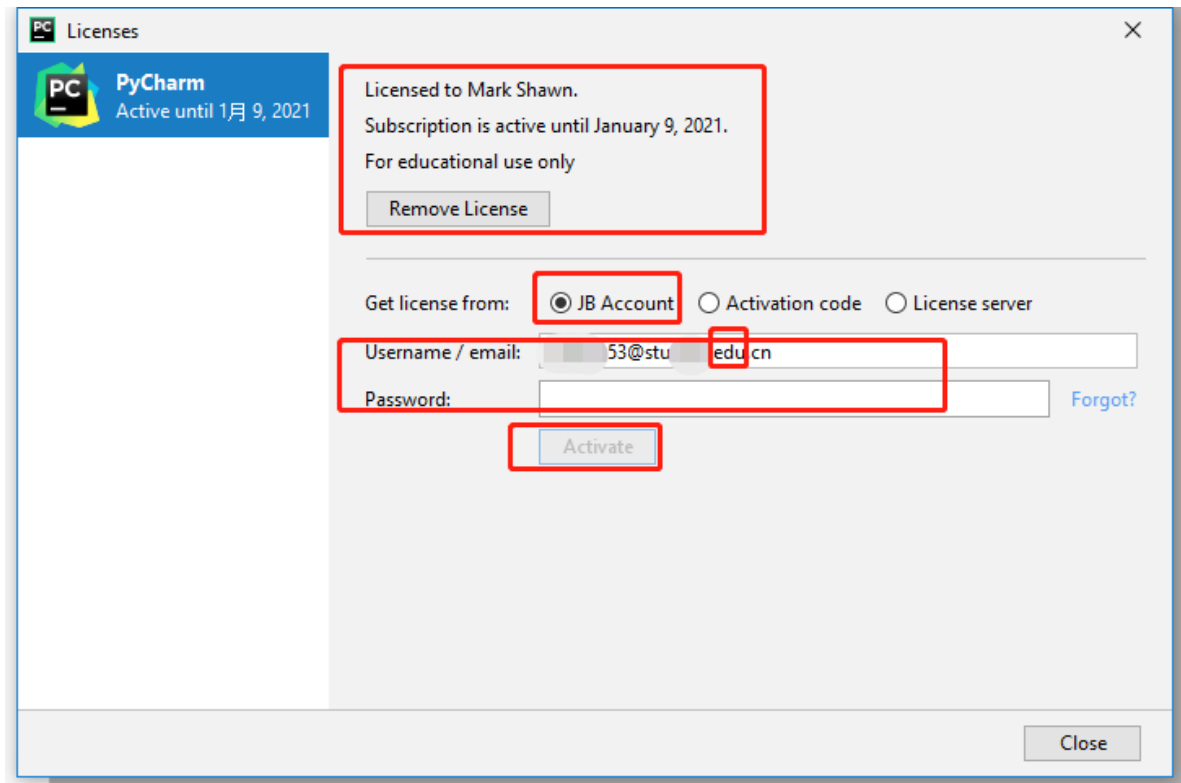 PC Licenses
PC
PyCharm
Active until 1月 9, 2021
Licensed to Mark Shawn.
Subscription is active until January 9, 2021.
For educational use only
Remove License
Get license from: JB Account Activation code License server
Username / email: 53@stu edu.cn
Password: Forgot?
Activate
Close